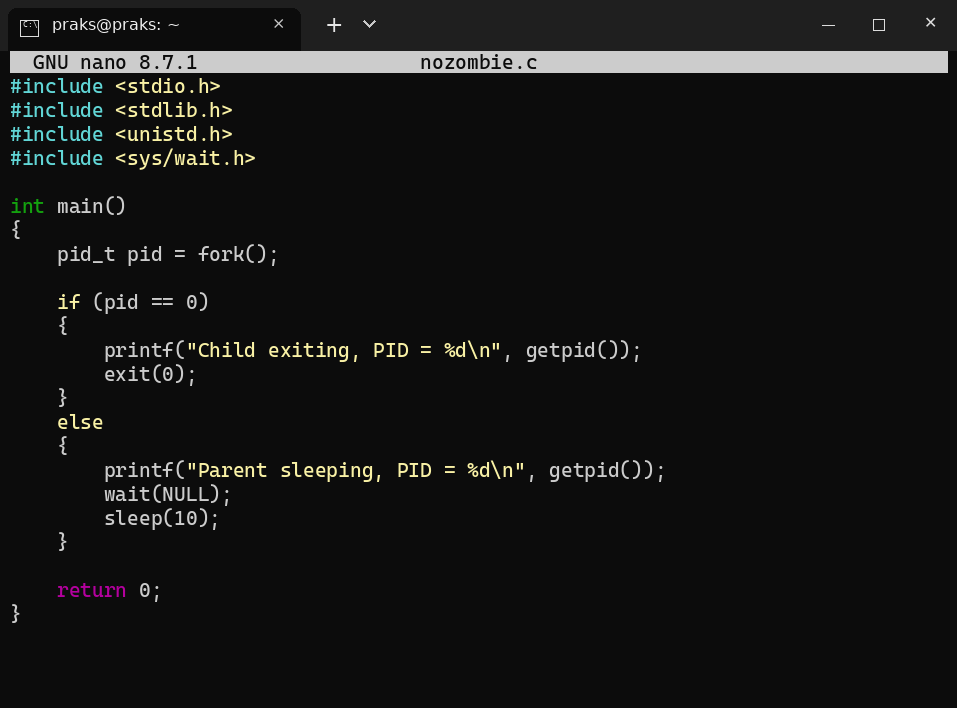 praks@praks: ~
GNU nano 8.7.1 nozombie.c
#include <stdio.h>
#include <stdlib.h>
#include <unistd.h>
#include <sys/wait.h>

int main()
{
    pid_t pid = fork();

    if (pid == 0)
    {
        printf("Child exiting, PID = %d\n", getpid());
        exit(0);
    }
    else
    {
        printf("Parent sleeping, PID = %d\n", getpid());
        wait(NULL);
        sleep(10);
    }

    return 0;
}